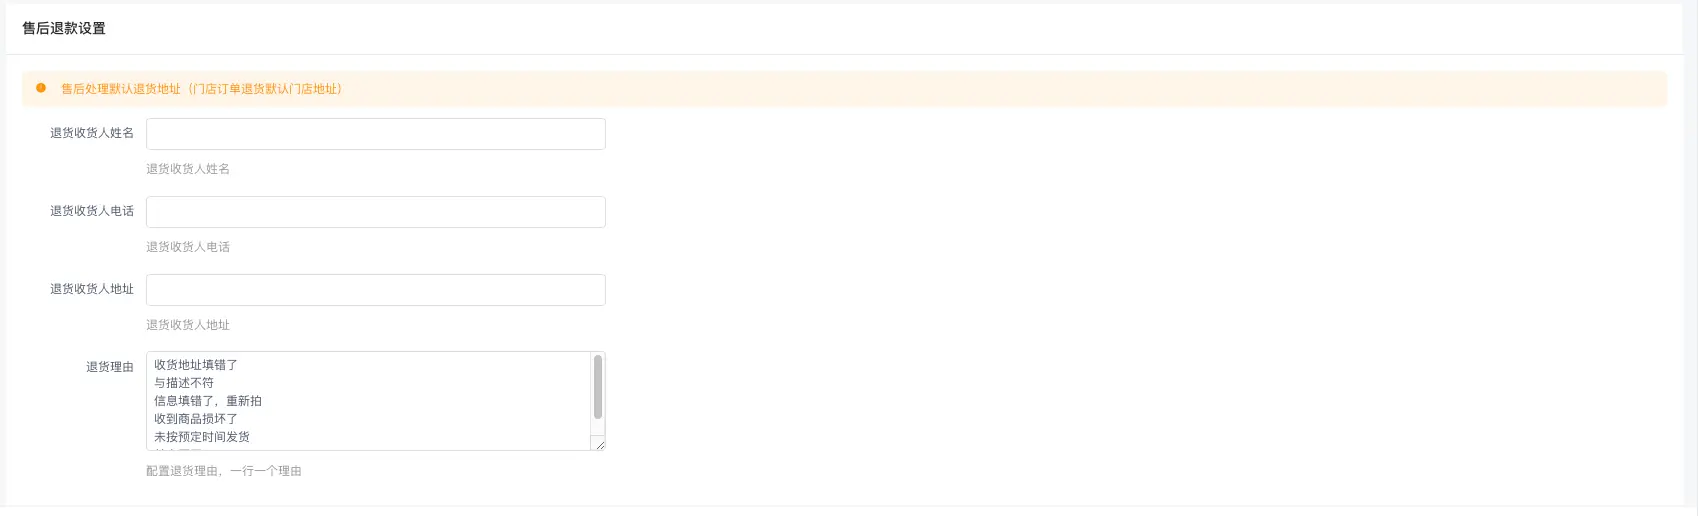 售后退款设置
售后处理默认退货地址（门店订单退货默认门店地址）
退货收货人姓名
退货收货人姓名
退货收货人电话
退货收货人电话
退货收货人地址
退货收货人地址
退货理由
收货地址填错了
与描述不符
信息填错了，重新拍
收到商品损坏了
未按预定时间发货
配置退货理由，一行一个理由